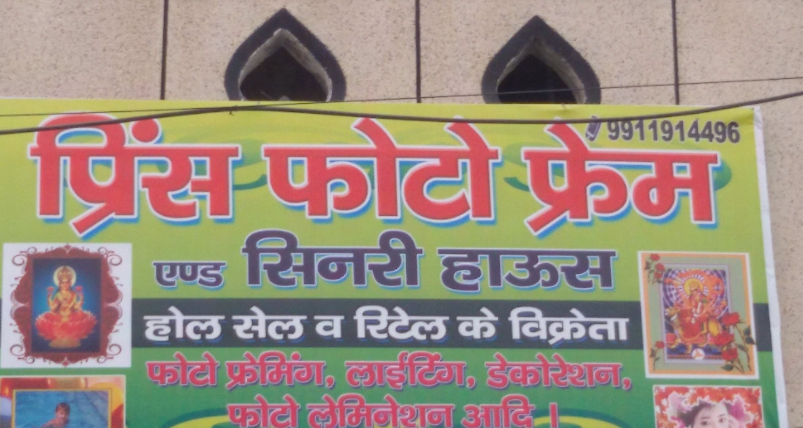 9911914496
प्रिंस फोटो फ्रेम
एण्ड सिनरी हाऊस
होल सेल व रिटेल के विक्रेता
फोटो फ्रेमिंग, लाईटिंग, डेकोरेशन,
फोटो लेमिनेशन आदि ।